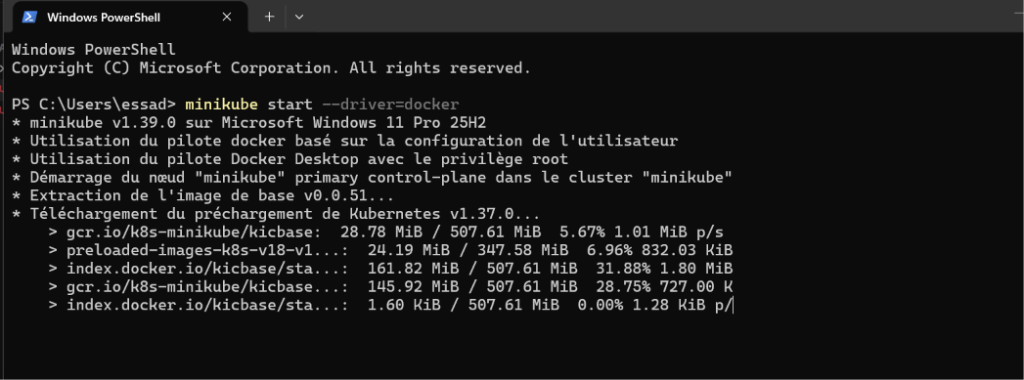 Windows PowerShell
Windows PowerShell
Copyright (C) Microsoft Corporation. All rights reserved.
PS C:\Users\essad> minikube start --driver=docker
* minikube v1.39.0 sur Microsoft Windows 11 Pro 25H2
* Utilisation du pilote docker basé sur la configuration de l'utilisateur
* Utilisation du pilote Docker Desktop avec le privilège root
* Démarrage du nœud "minikube" primary control-plane dans le cluster "minikube"
* Extraction de l'image de base v0.0.51...
* Téléchargement du préchargement de Kubernetes v1.37.0...
    > gcr.io/k8s-minikube/kicbase:  28.78 MiB / 507.61 MiB  5.67% 1.01 MiB p/s
    > preloaded-images-k8s-v18-v1...:  24.19 MiB / 347.58 MiB  6.96% 832.03 KiB
    > index.docker.io/kicbase/sta...:  161.82 MiB / 507.61 MiB  31.88% 1.80 MiB
    > gcr.io/k8s-minikube/kicbase...:  145.92 MiB / 507.61 MiB  28.75% 727.00 K
    > index.docker.io/kicbase/sta...:  1.60 KiB / 507.61 MiB  0.00% 1.28 KiB p/